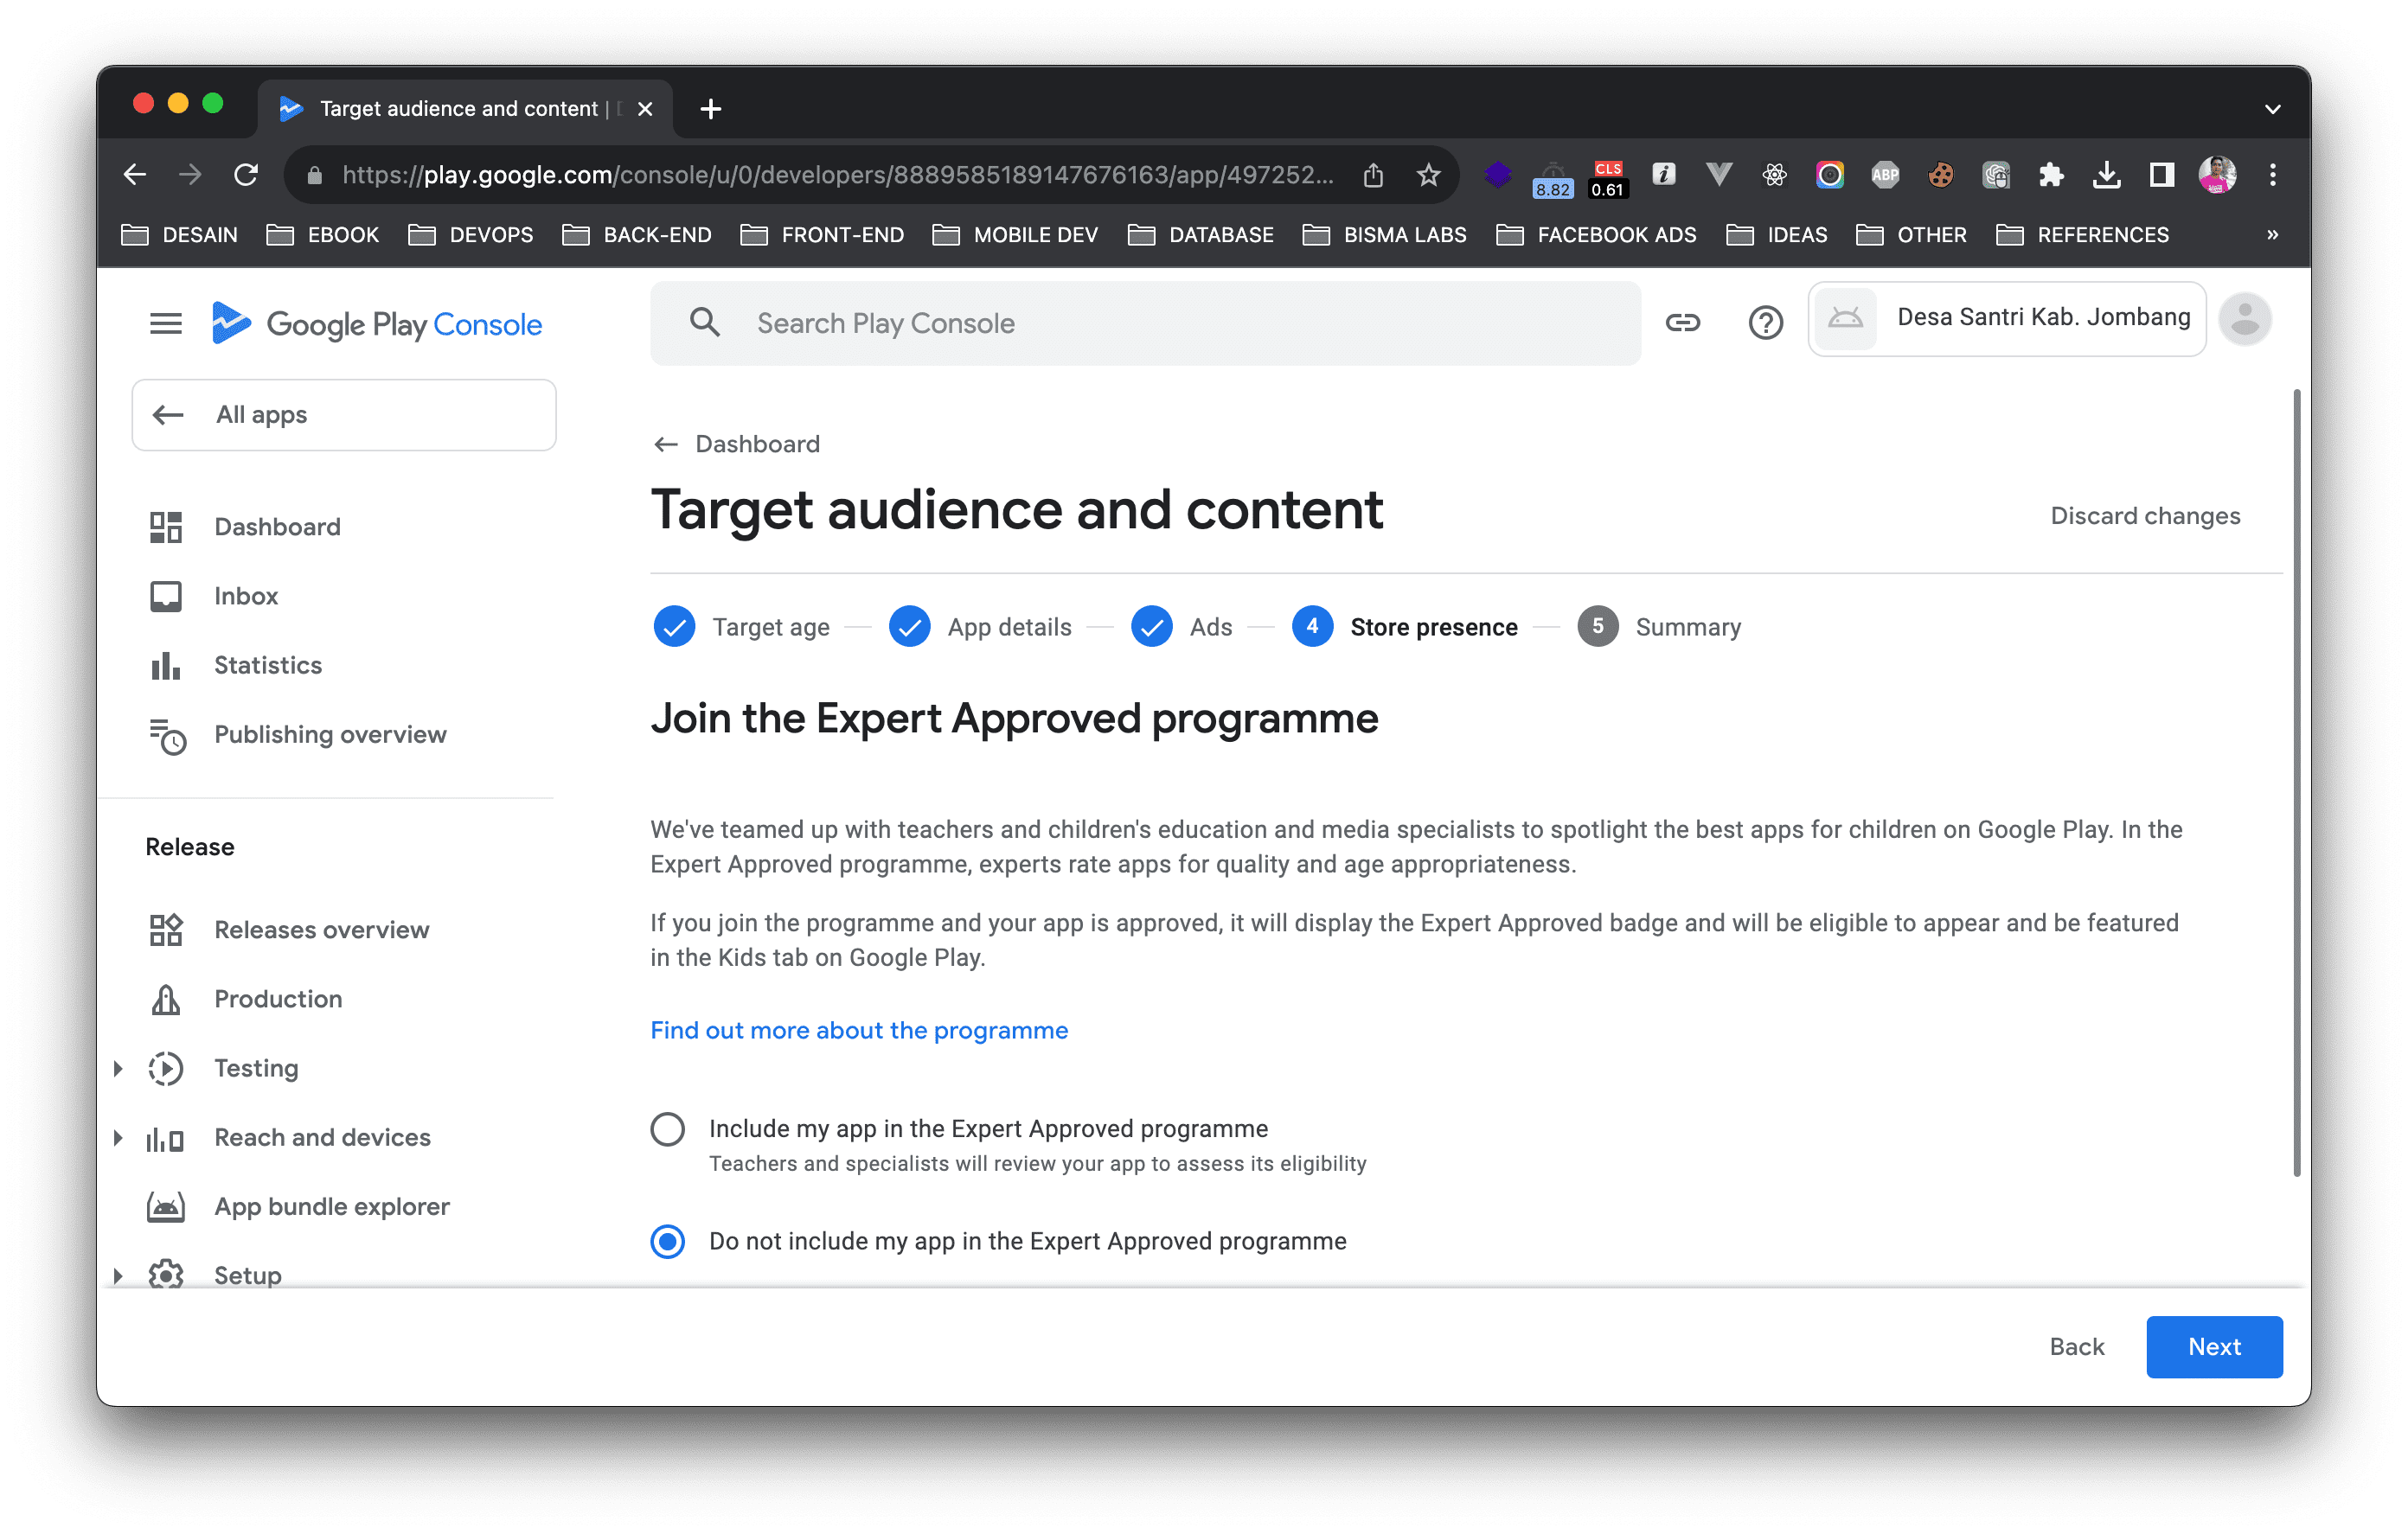 Target audience and content |
https://play.google.com/console/u/0/developers/8889585189147676163/app/497252...
8.82
CLS
0.61
ABP
DESAIN
EBOOK
DEVOPS
BACK-END
FRONT-END
MOBILE DEV
DATABASE
BISMA LABS
FACEBOOK ADS
IDEAS
OTHER
REFERENCES
»
Google Play Console
Search Play Console
Desa Santri Kab. Jombang
All apps
Dashboard
Inbox
Statistics
Publishing overview
Release
Releases overview
Production
Testing
Reach and devices
App bundle explorer
Setup
Dashboard
Target audience and content
Discard changes
Target age
App details
Ads
4 Store presence
5 Summary
Join the Expert Approved programme
We've teamed up with teachers and children's education and media specialists to spotlight the best apps for children on Google Play. In the
Expert Approved programme, experts rate apps for quality and age appropriateness.
If you join the programme and your app is approved, it will display the Expert Approved badge and will be eligible to appear and be featured
in the Kids tab on Google Play.
Find out more about the programme
Include my app in the Expert Approved programme
Teachers and specialists will review your app to assess its eligibility
Do not include my app in the Expert Approved programme
Back
Next